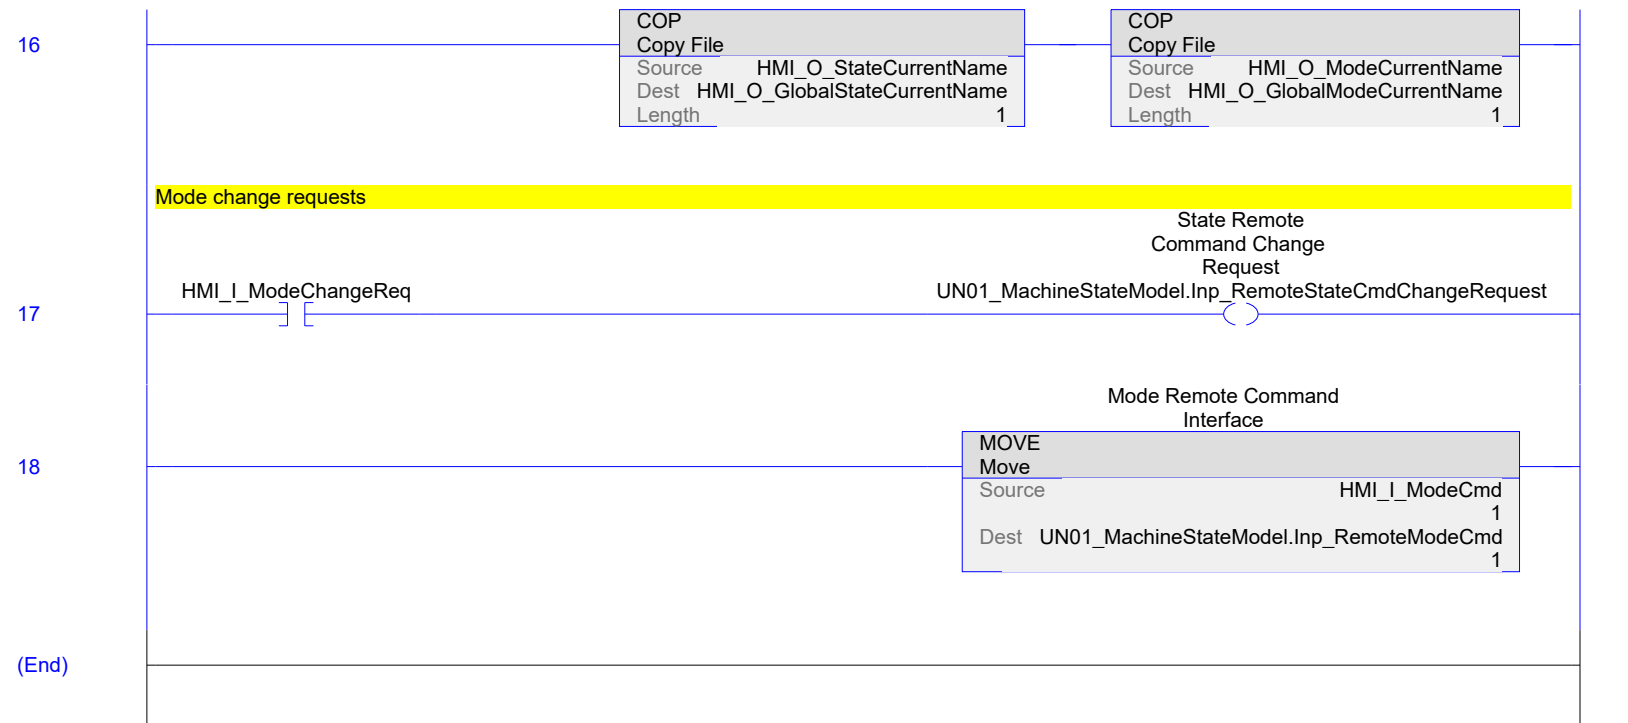 16
COP
Copy File
Source HMI_O_StateCurrentName
Dest HMI_O_GlobalStateCurrentName
Length 1
COP
Copy File
Source HMI_O_ModeCurrentName
Dest HMI_O_GlobalModeCurrentName
Length 1
Mode change requests
17
HMI_I_ModeChangeReq
State Remote
Command Change
Request
UN01_MachineStateModel.Inp_RemoteStateCmdChangeRequest
18
Mode Remote Command
Interface
MOVE
Move
Source HMI_I_ModeCmd
1
Dest UN01_MachineStateModel.Inp_RemoteModeCmd
1
(End)